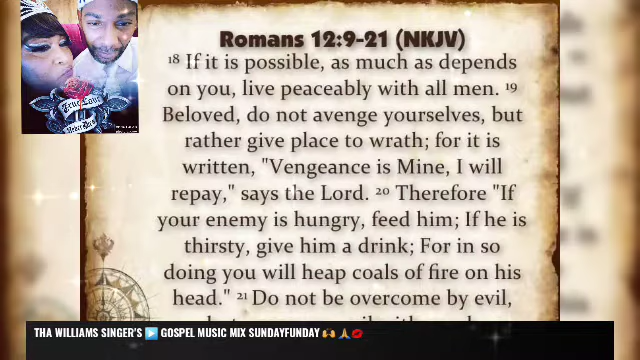 Romans 12:9-21 (NKJV)
18 If it is possible, as much as depends
on you, live peaceably with all men. 19
Beloved, do not avenge yourselves, but
rather give place to wrath; for it is
written, "Vengeance is Mine, I will
repay," says the Lord. 20 Therefore "If
your enemy is hungry, feed him; If he is
thirsty, give him a drink; For in so
doing you will heap coals of fire on his
head." 21 Do not be overcome by evil,
True Love
Never Dies
THA WILLIAMS SINGER'S ▶️ GOSPEL MUSIC MIX SUNDAYFUNDAY 🙌 🙏 💋